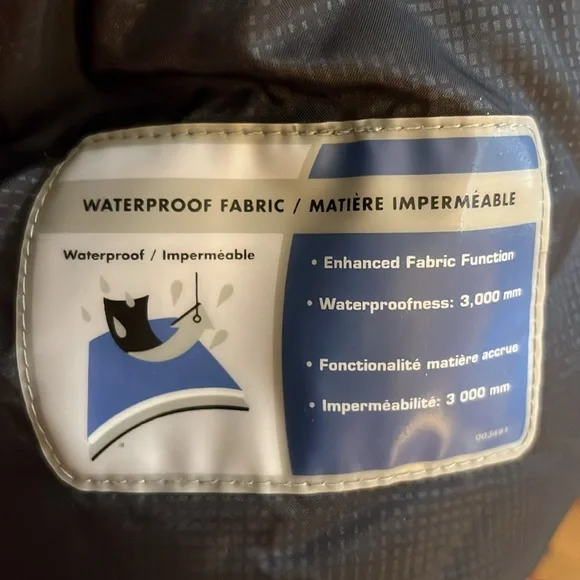 WATERPROOF FABRIC / MATIÈRE IMPERMÉABLE
Waterproof / Imperméable
• Enhanced Fabric Function
• Waterproofness: 3,000 mm
• Fonctionalité matière accrue
• Imperméabilité: 3 000 mm